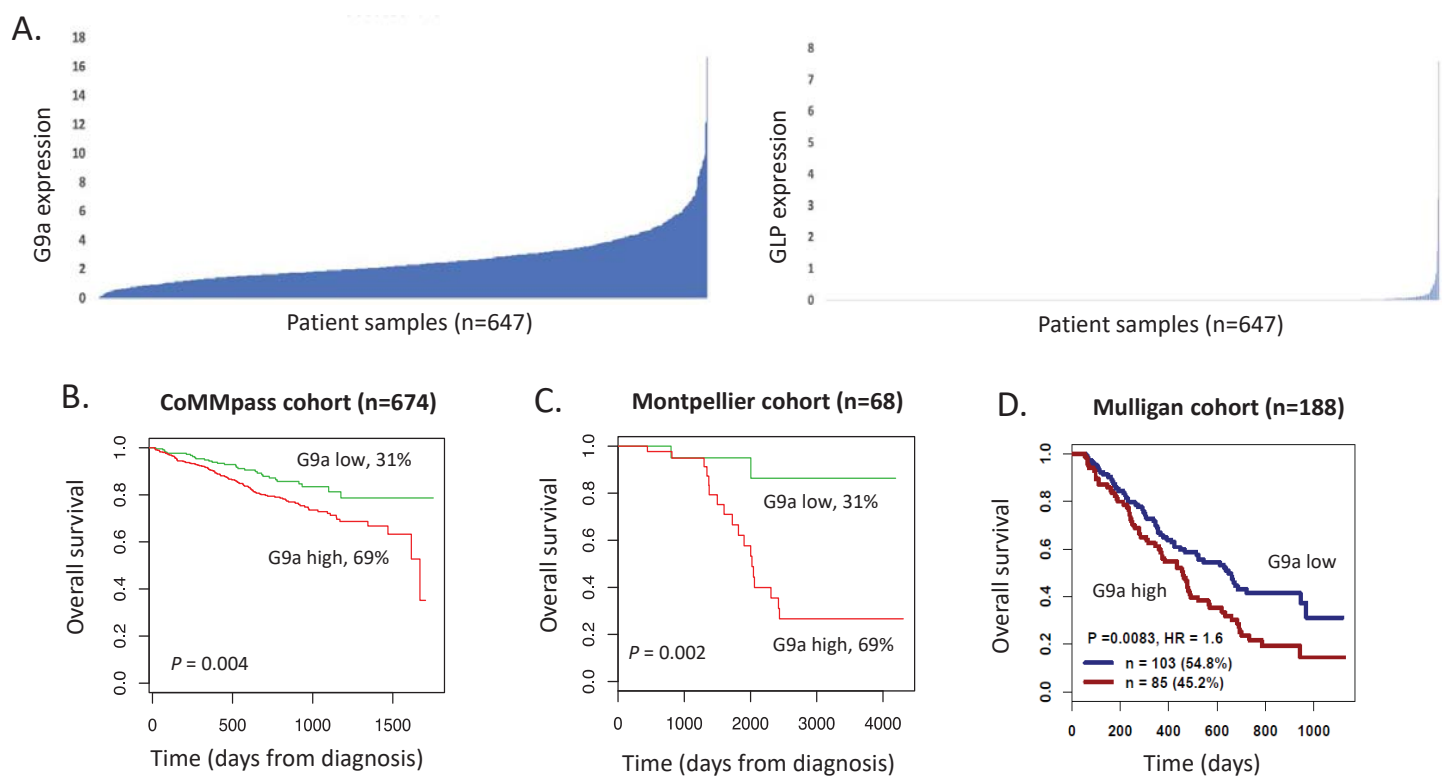 A.
18
16
14
12
10
8
6
4
2
0
G9a expression
Patient samples (n=647)
8
7
6
5
4
3
2
1
0
GLP expression
Patient samples (n=647)
B.
CoMMpass cohort (n=674)
1.0
0.8
0.6
0.4
0.2
0.0
Overall survival
G9a low, 31%
G9a high, 69%
P = 0.004
0 500 1000 1500
Time (days from diagnosis)
C.
Montpellier cohort (n=68)
1.0
0.8
0.6
0.4
0.2
0.0
Overall survival
G9a low, 31%
P = 0.002
G9a high, 69%
0 1000 2000 3000 4000
Time (days from diagnosis)
D.
Mulligan cohort (n=188)
1.0
0.8
0.6
0.4
0.2
0.0
Overall survival
G9a low
G9a high
P =0.0083, HR = 1.6
n = 103 (54.8%)
n = 85 (45.2%)
0 200 400 600 800 1000
Time (days)